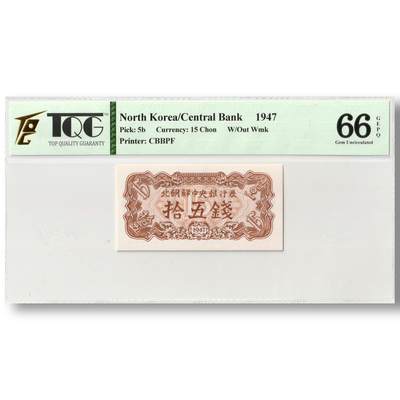 TQG
TOP QUALITY GUARANTY
North Korea/Central Bank 1947
Pick: 5b Currency: 15 Chon W/Out Wmk
Printer: CBBPF
66
GEPQ
Gem Uncirculated
北朝鮮中央銀行券
拾五錢
1947